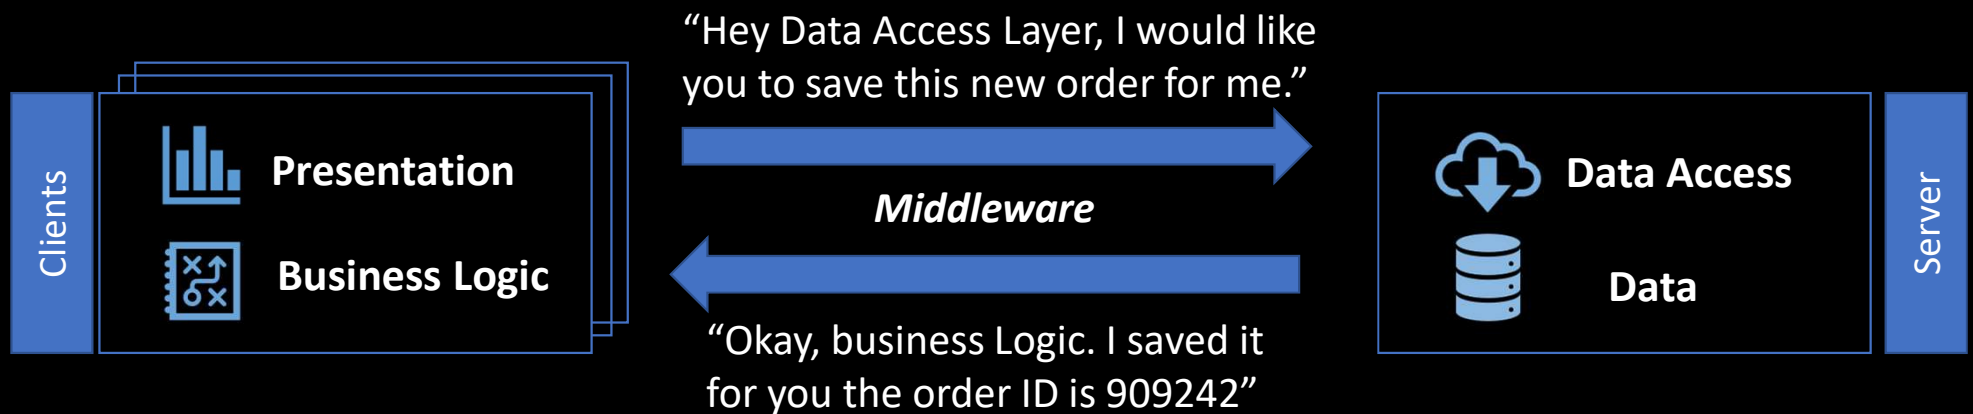 “Hey Data Access Layer, I would like
you to save this new order for me.”
Clients
Presentation
Business Logic
Middleware
“Okay, business Logic. I saved it
for you the order ID is 909242”
Data Access
Data
Server